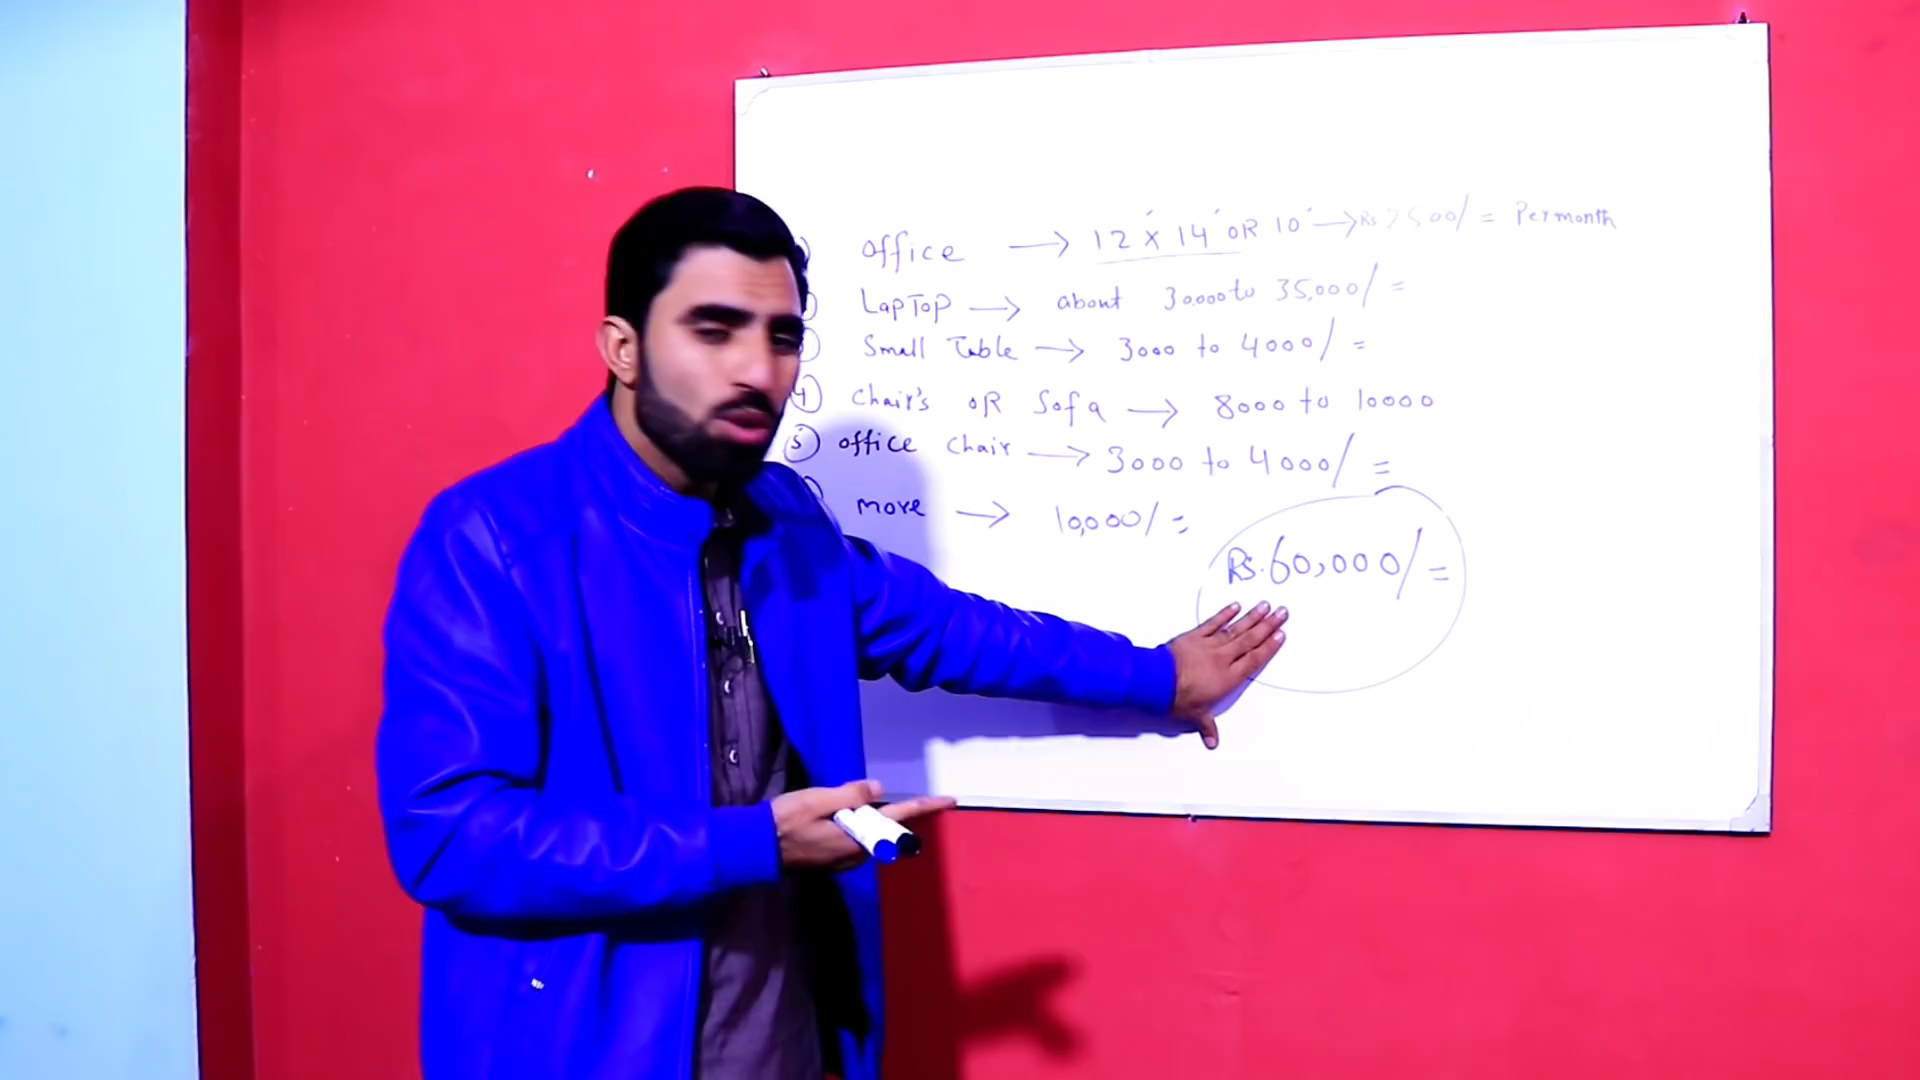 office → 12 x 14' OR 10' → Rs 2500/= Per month
LapTop → about 30,000 to 35,000/=
Small Table → 3000 to 4000/=
4 Chair's OR Sofa → 8000 to 10000
5 office Chair → 3000 to 4000/=
more → 10,000/=
Rs. 60,000/=